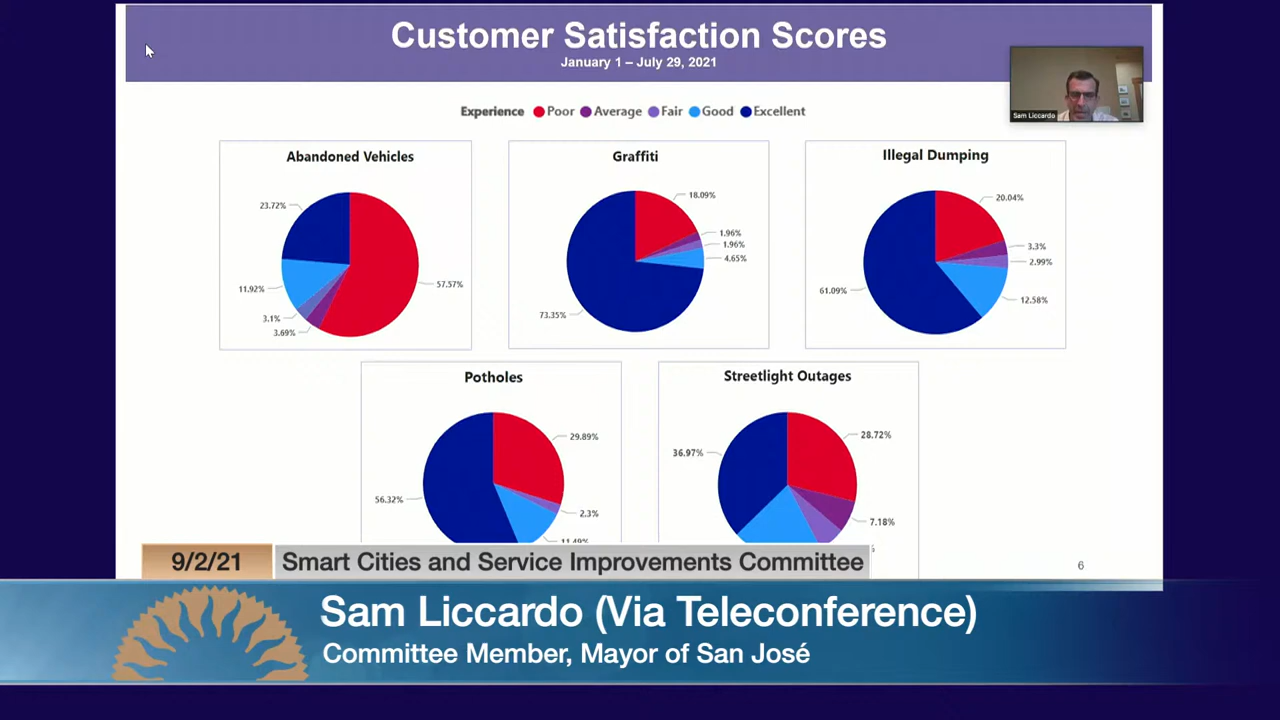 Customer Satisfaction Scores
January 1 – July 29, 2021
Sam Liccardo
Experience Poor Average Fair Good Excellent
Abandoned Vehicles
23.72%
57.57%
11.92%
3.1%
3.69%
Graffiti
18.09%
1.96%
1.96%
4.65%
73.35%
Illegal Dumping
20.04%
3.3%
2.99%
12.58%
61.09%
Potholes
29.89%
2.3%
56.32%
11.49%
Streetlight Outages
28.72%
36.97%
7.18%
6
9/2/21 Smart Cities and Service Improvements Committee
Sam Liccardo (Via Teleconference)
Committee Member, Mayor of San José